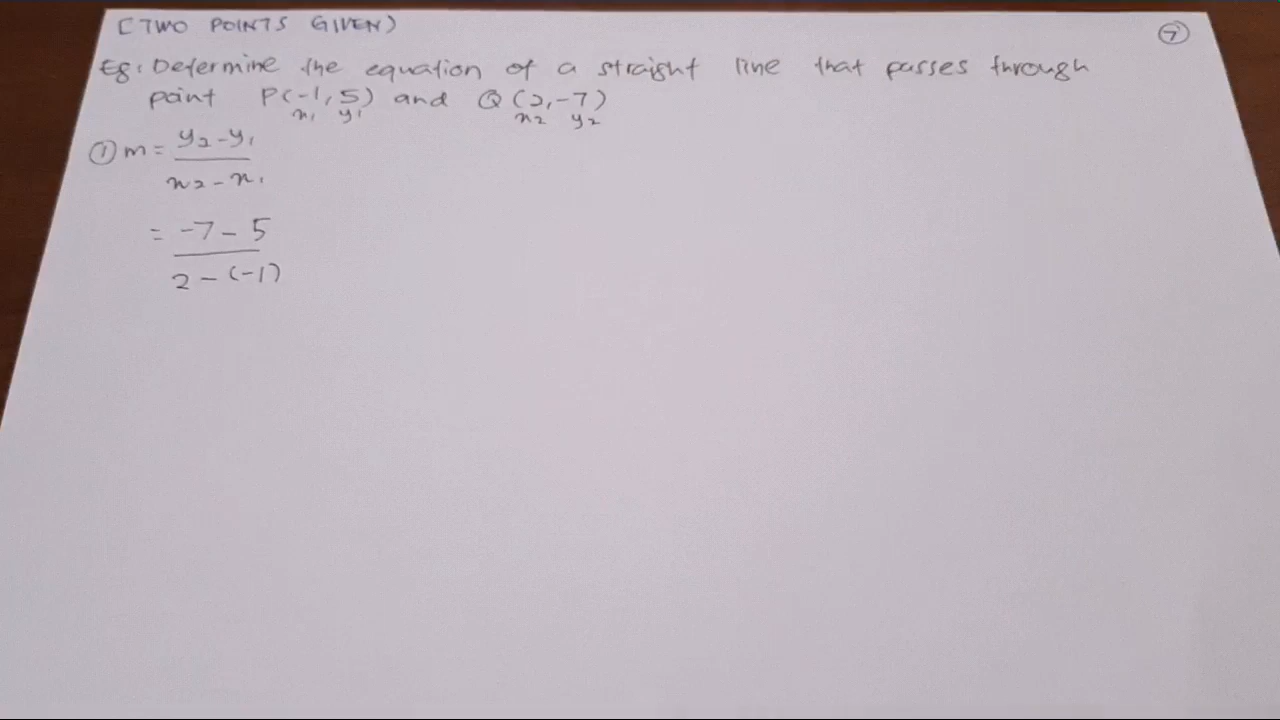 [TWO POINTS GIVEN)
7
Eg: Determine the equation of a straight line that passes through
point P(-1, 5) and Q(2, -7)
x₁ y₁ x₂ y₂
① m = y₂ - y₁ / x₂ - x₁
= -7 - 5 / 2 - (-1)